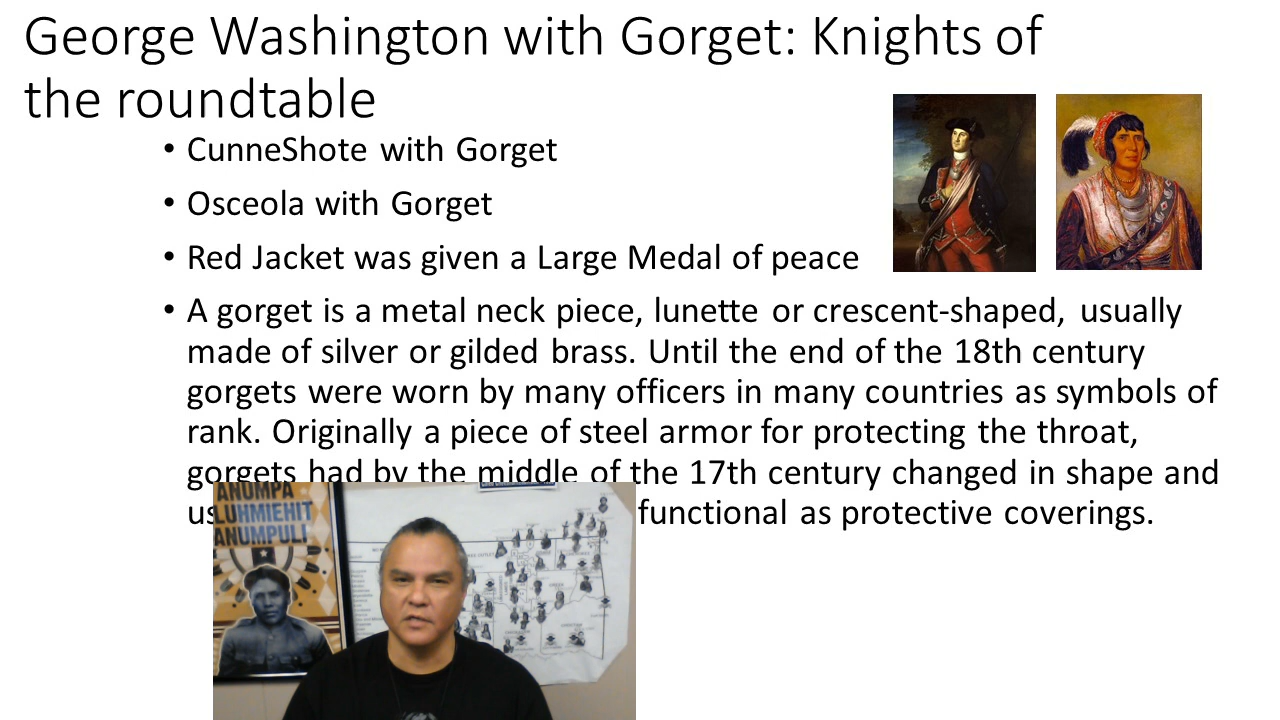 George Washington with Gorget: Knights of
the roundtable
• CunneShote with Gorget
• Osceola with Gorget
• Red Jacket was given a Large Medal of peace
• A gorget is a metal neck piece, lunette or crescent-shaped, usually
made of silver or gilded brass. Until the end of the 18th century
gorgets were worn by many officers in many countries as symbols of
rank. Originally a piece of steel armor for protecting the throat,
gorgets had by the middle of the 17th century changed in shape and
us functional as protective coverings.
ANUMPA
LUHMIEHIT
ANUMPULI